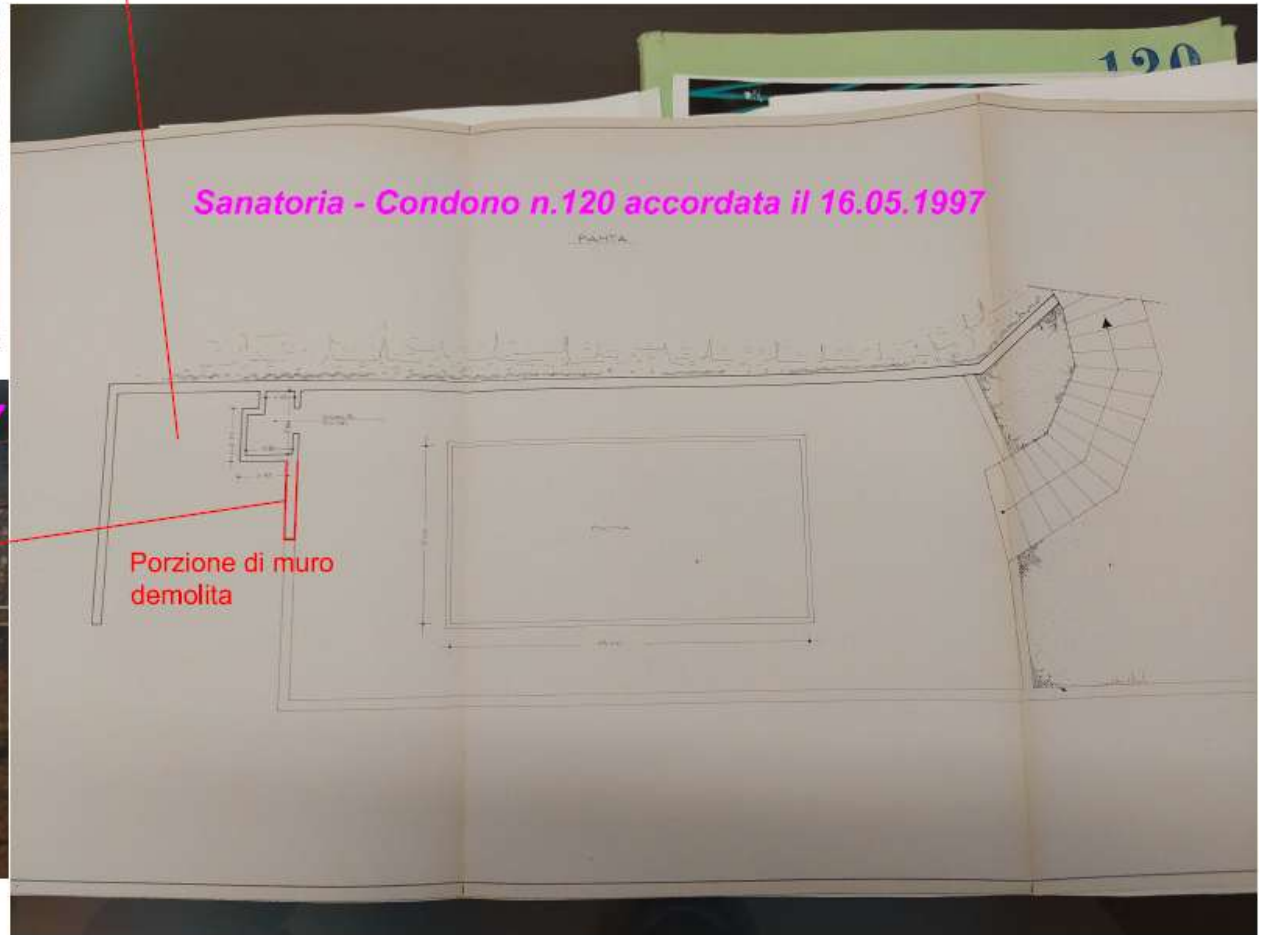 120
Sanatoria - Condono n.120 accordata il 16.05.1997
PIANTA
Porzione di muro
demolita